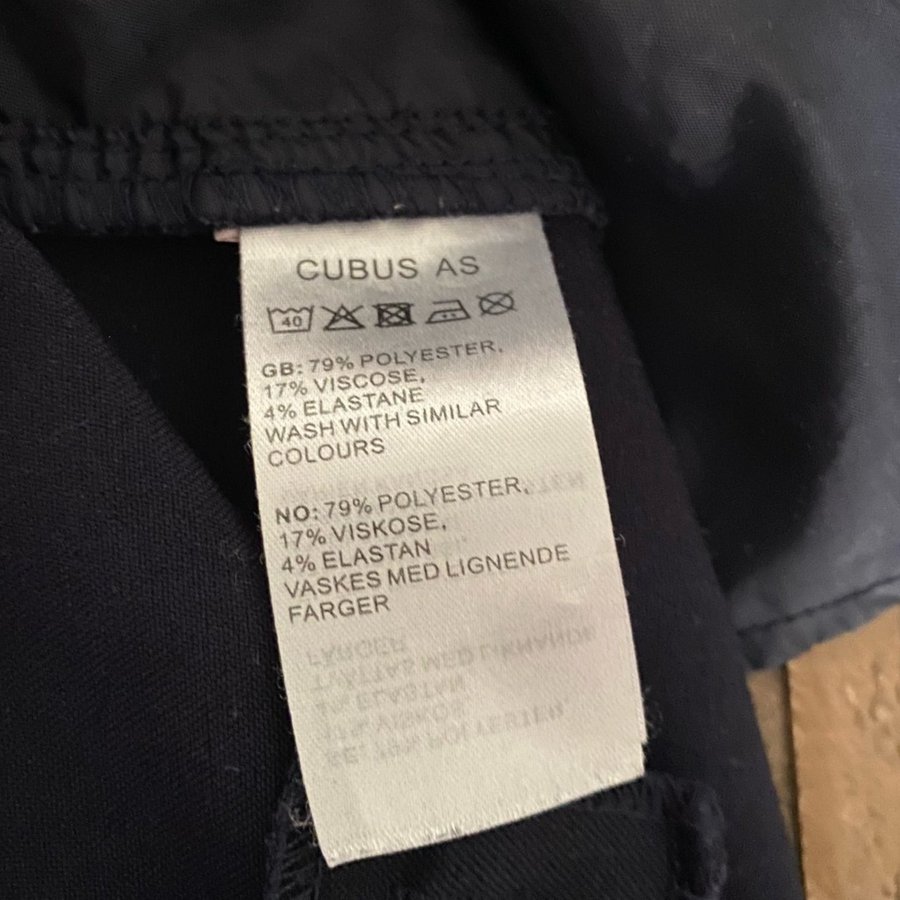 CUBUS AS
40
GB: 79% POLYESTER,
17% VISCOSE,
4% ELASTANE
WASH WITH SIMILAR
COLOURS
NO: 79% POLYESTER,
17% VISKOSE,
4% ELASTAN
VASKES MED LIGNENDE
FARGER